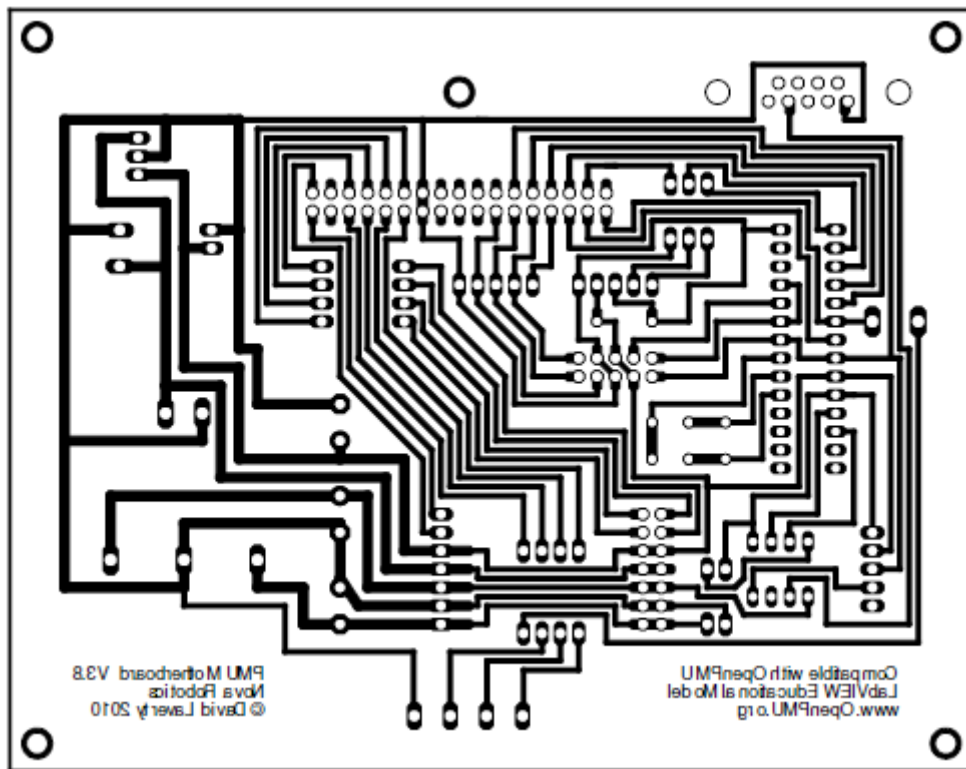 PMU Motherboard V3.8
Nova Robotics
© David Laverty 2010
Compatible with OpenPMU
LabVIEW Educational Model
www.OpenPMU.org